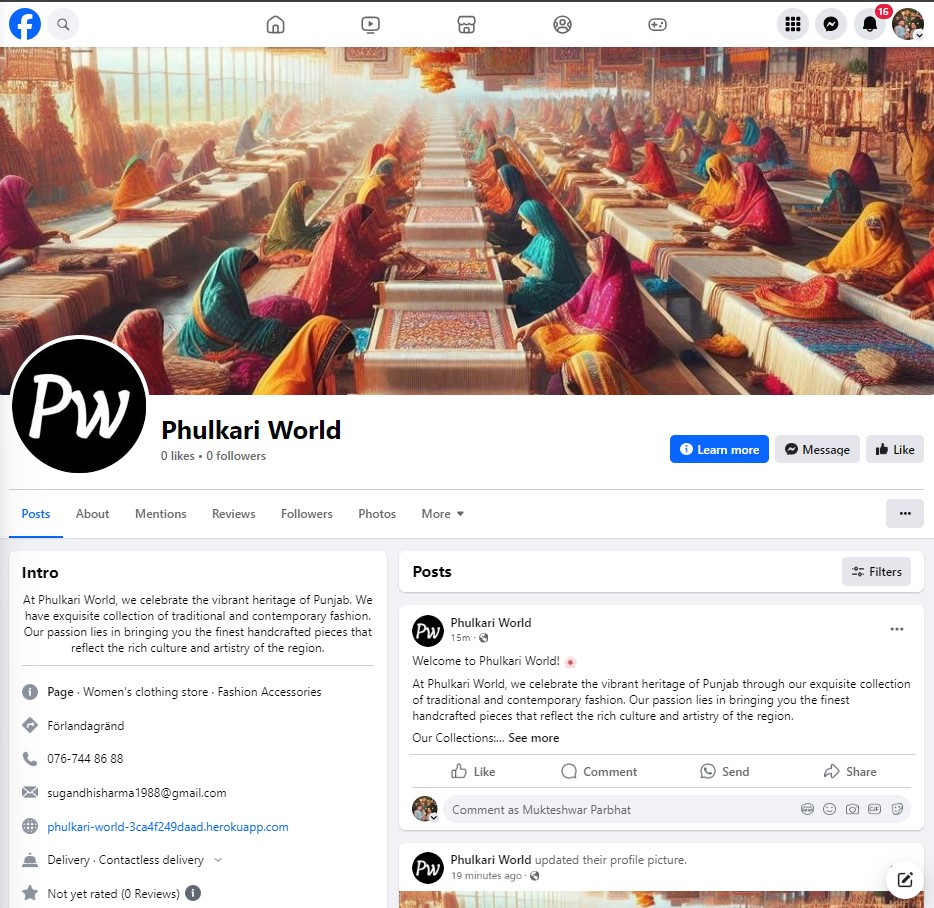 16
Pw
Phulkari World
0 likes • 0 followers
Learn more
Message
Like
Posts
About
Mentions
Reviews
Followers
Photos
More
Intro
At Phulkari World, we celebrate the vibrant heritage of Punjab. We
have exquisite collection of traditional and contemporary fashion.
Our passion lies in bringing you the finest handcrafted pieces that
reflect the rich culture and artistry of the region.
Page · Women's clothing store · Fashion Accessories
Förlandagränd
076-744 86 88
sugandhisharma1988@gmail.com
phulkari-world-3ca4f249daad.herokuapp.com
Delivery · Contactless delivery
Not yet rated (0 Reviews)
Posts
Filters
Pw
Phulkari World
15m ·
Welcome to Phulkari World!
At Phulkari World, we celebrate the vibrant heritage of Punjab through our exquisite collection
of traditional and contemporary fashion. Our passion lies in bringing you the finest
handcrafted pieces that reflect the rich culture and artistry of the region.
Our Collections:... See more
Like
Comment
Send
Share
Comment as Mukteshwar Parbhat
GIF
Pw
Phulkari World updated their profile picture.
19 minutes ago ·